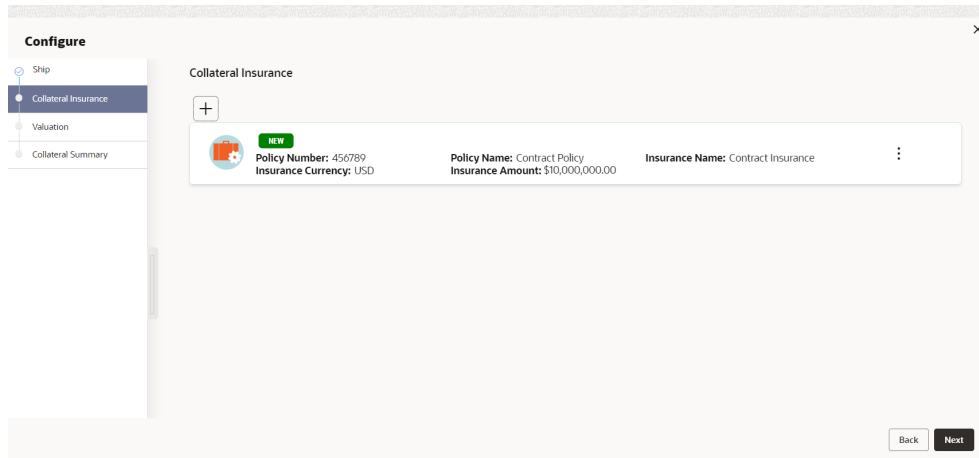 Configure
Ship
Collateral Insurance
Valuation
Collateral Summary
Collateral Insurance
NEW
Policy Number: 456789 Policy Name: Contract Policy Insurance Name: Contract Insurance
Insurance Currency: USD Insurance Amount: $10,000,000.00
Back Next